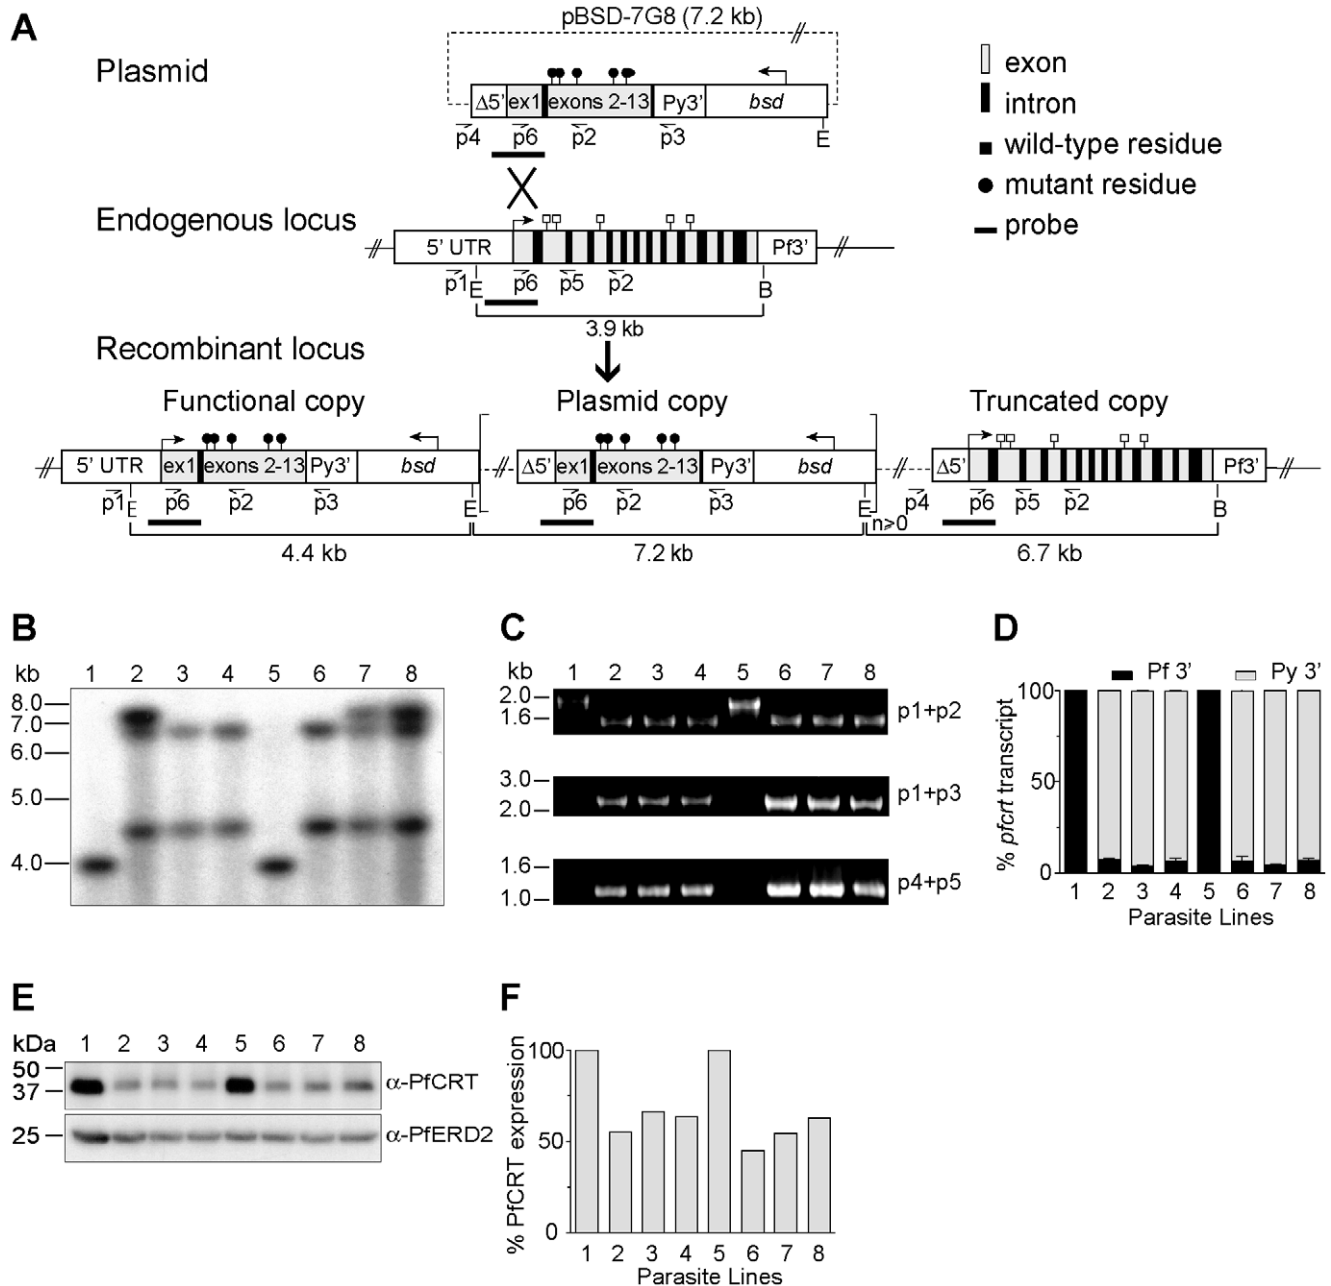 A
pBSD-7G8 (7.2 kb)
Plasmid
Δ5' ex1 exons 2-13 Py3' bsd
p4 p6 p2 p3 E
exon
intron
wild-type residue
mutant residue
probe
Endogenous locus
5' UTR Pf3'
p1 E p6 p5 p2 B
3.9 kb
Recombinant locus
Functional copy Plasmid copy Truncated copy
5' UTR ex1 exons 2-13 Py3' bsd Δ5' ex1 exons 2-13 Py3' bsd Δ5' Pf3'
p1 E p6 p2 p3 E p6 p2 p3 E p4 p6 p5 p2 B
n⩾0
4.4 kb 7.2 kb 6.7 kb
B
kb 1 2 3 4 5 6 7 8
8.0
7.0
6.0
5.0
4.0
C
kb 1 2 3 4 5 6 7 8
2.0
1.6
p1+p2
3.0
2.0
p1+p3
1.6
1.0
p4+p5
D
Pf 3' Py 3'
% pfcrt transcript
100
50
0
1 2 3 4 5 6 7 8
Parasite Lines
E
kDa 1 2 3 4 5 6 7 8
50
37
α-PfCRT
25
α-PfERD2
F
% PfCRT expression
100
50
0
1 2 3 4 5 6 7 8
Parasite Lines